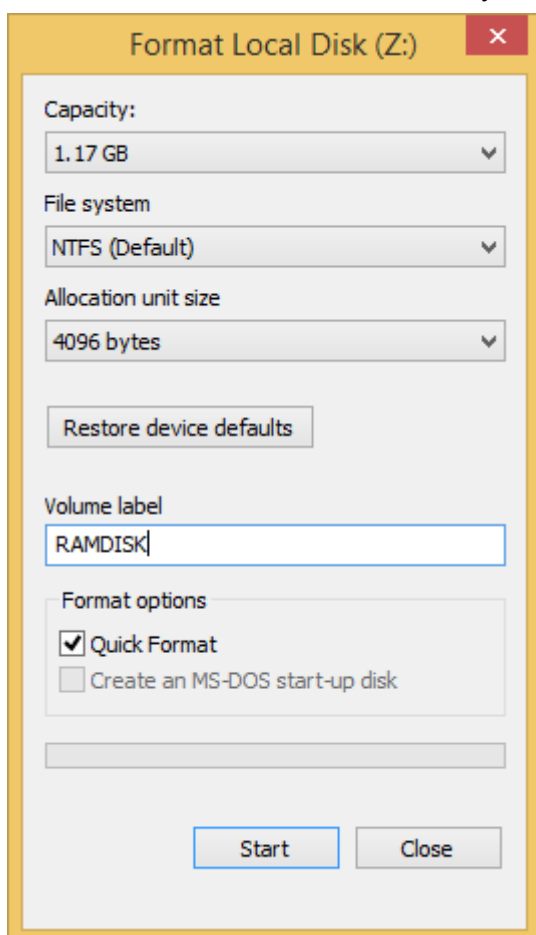 Format Local Disk (Z:)
Capacity:
1.17 GB
File system
NTFS (Default)
Allocation unit size
4096 bytes
Restore device defaults
Volume label
RAMDISK
Format options
Quick Format
Create an MS-DOS start-up disk
Start Close